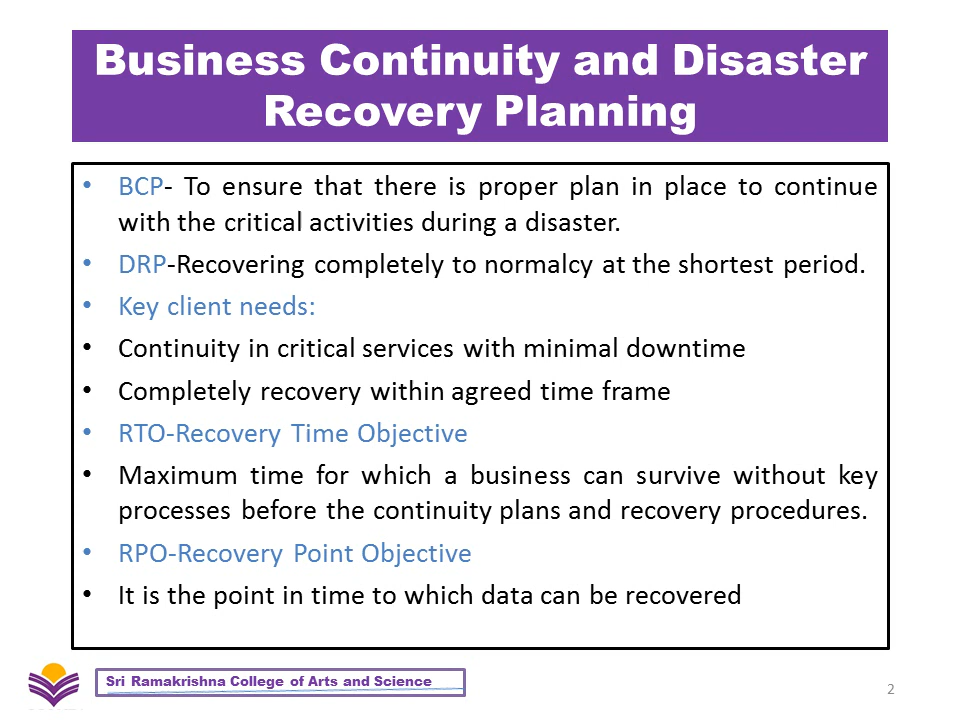 Business Continuity and Disaster
Recovery Planning
• BCP- To ensure that there is proper plan in place to continue
with the critical activities during a disaster.
• DRP-Recovering completely to normalcy at the shortest period.
• Key client needs:
• Continuity in critical services with minimal downtime
• Completely recovery within agreed time frame
• RTO-Recovery Time Objective
• Maximum time for which a business can survive without key
processes before the continuity plans and recovery procedures.
• RPO-Recovery Point Objective
• It is the point in time to which data can be recovered
Sri Ramakrishna College of Arts and Science
2